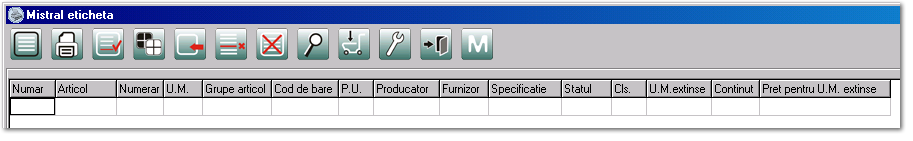 Mistral eticheta
M
Numar Articol Numerar U.M. Grupe articol Cod de bare P.U. Producator Furnizor Specificatie Statul Cls. U.M.extinse Continut Pret pentru U.M. extinse